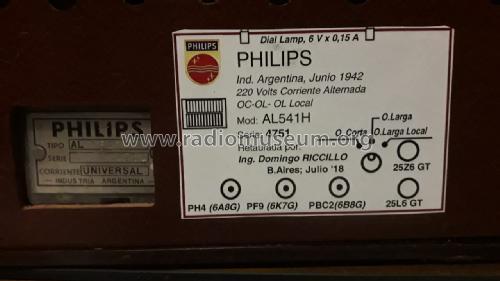 Dial Lamp, 6 V x 0,15 A
PHILIPS
PHILIPS
Ind. Argentina, Junio 1942
220 Volts Corriente Alternada
OC-OL- OL Local
Mod: AL541H
Serie: 4751
Retaurada por:
Ing. Domingo RICCILLO
B.Aires; Julio '18
O.Larga
O. Corta
O.Larga Local
25Z6 GT
PH4 (6A8G)
PF9 (6K7G)
PBC2(6B8G)
25L6 GT
PHILIPS
TIPO AL
SERIE
CORRIENTE UNIVERSAL
INDUSTRIA ARGENTINA
www.radiomuseum.org